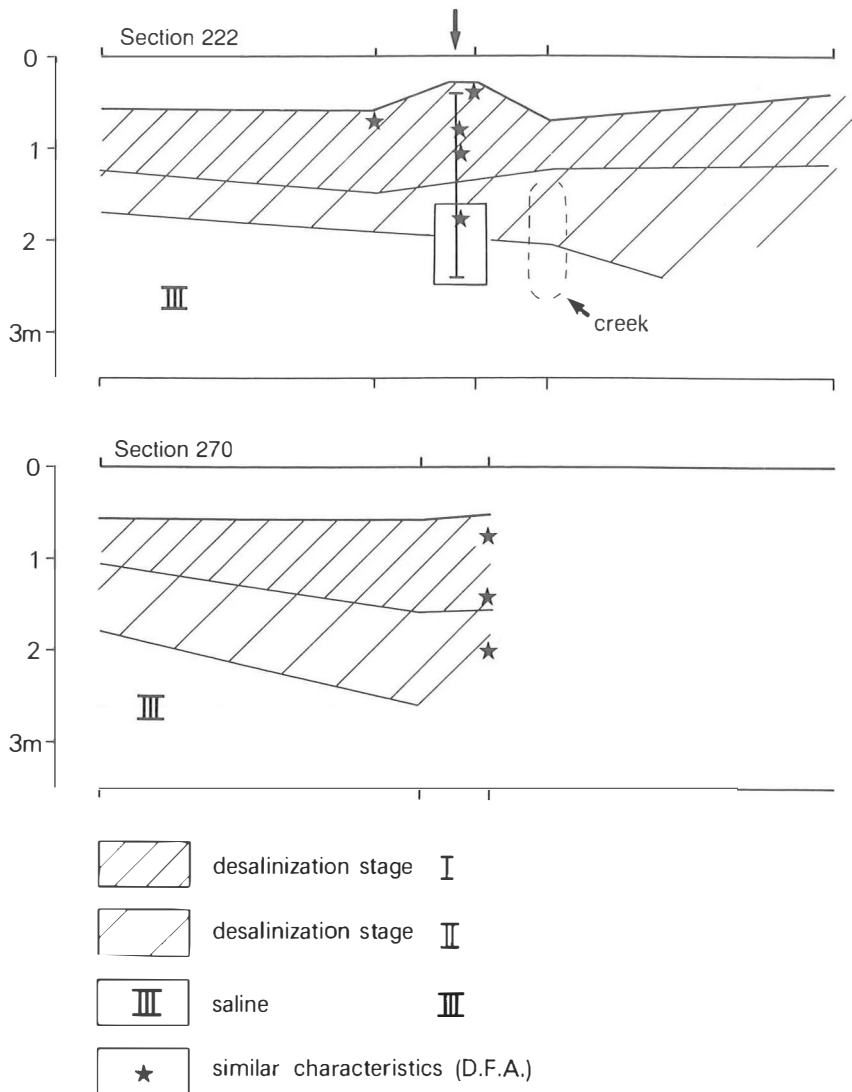 Section 222
0
1
2
3m
III
creek
Section 270
0
1
2
3m
III
desalinization stage I
desalinization stage II
III saline III
similar characteristics (D.F.A.)